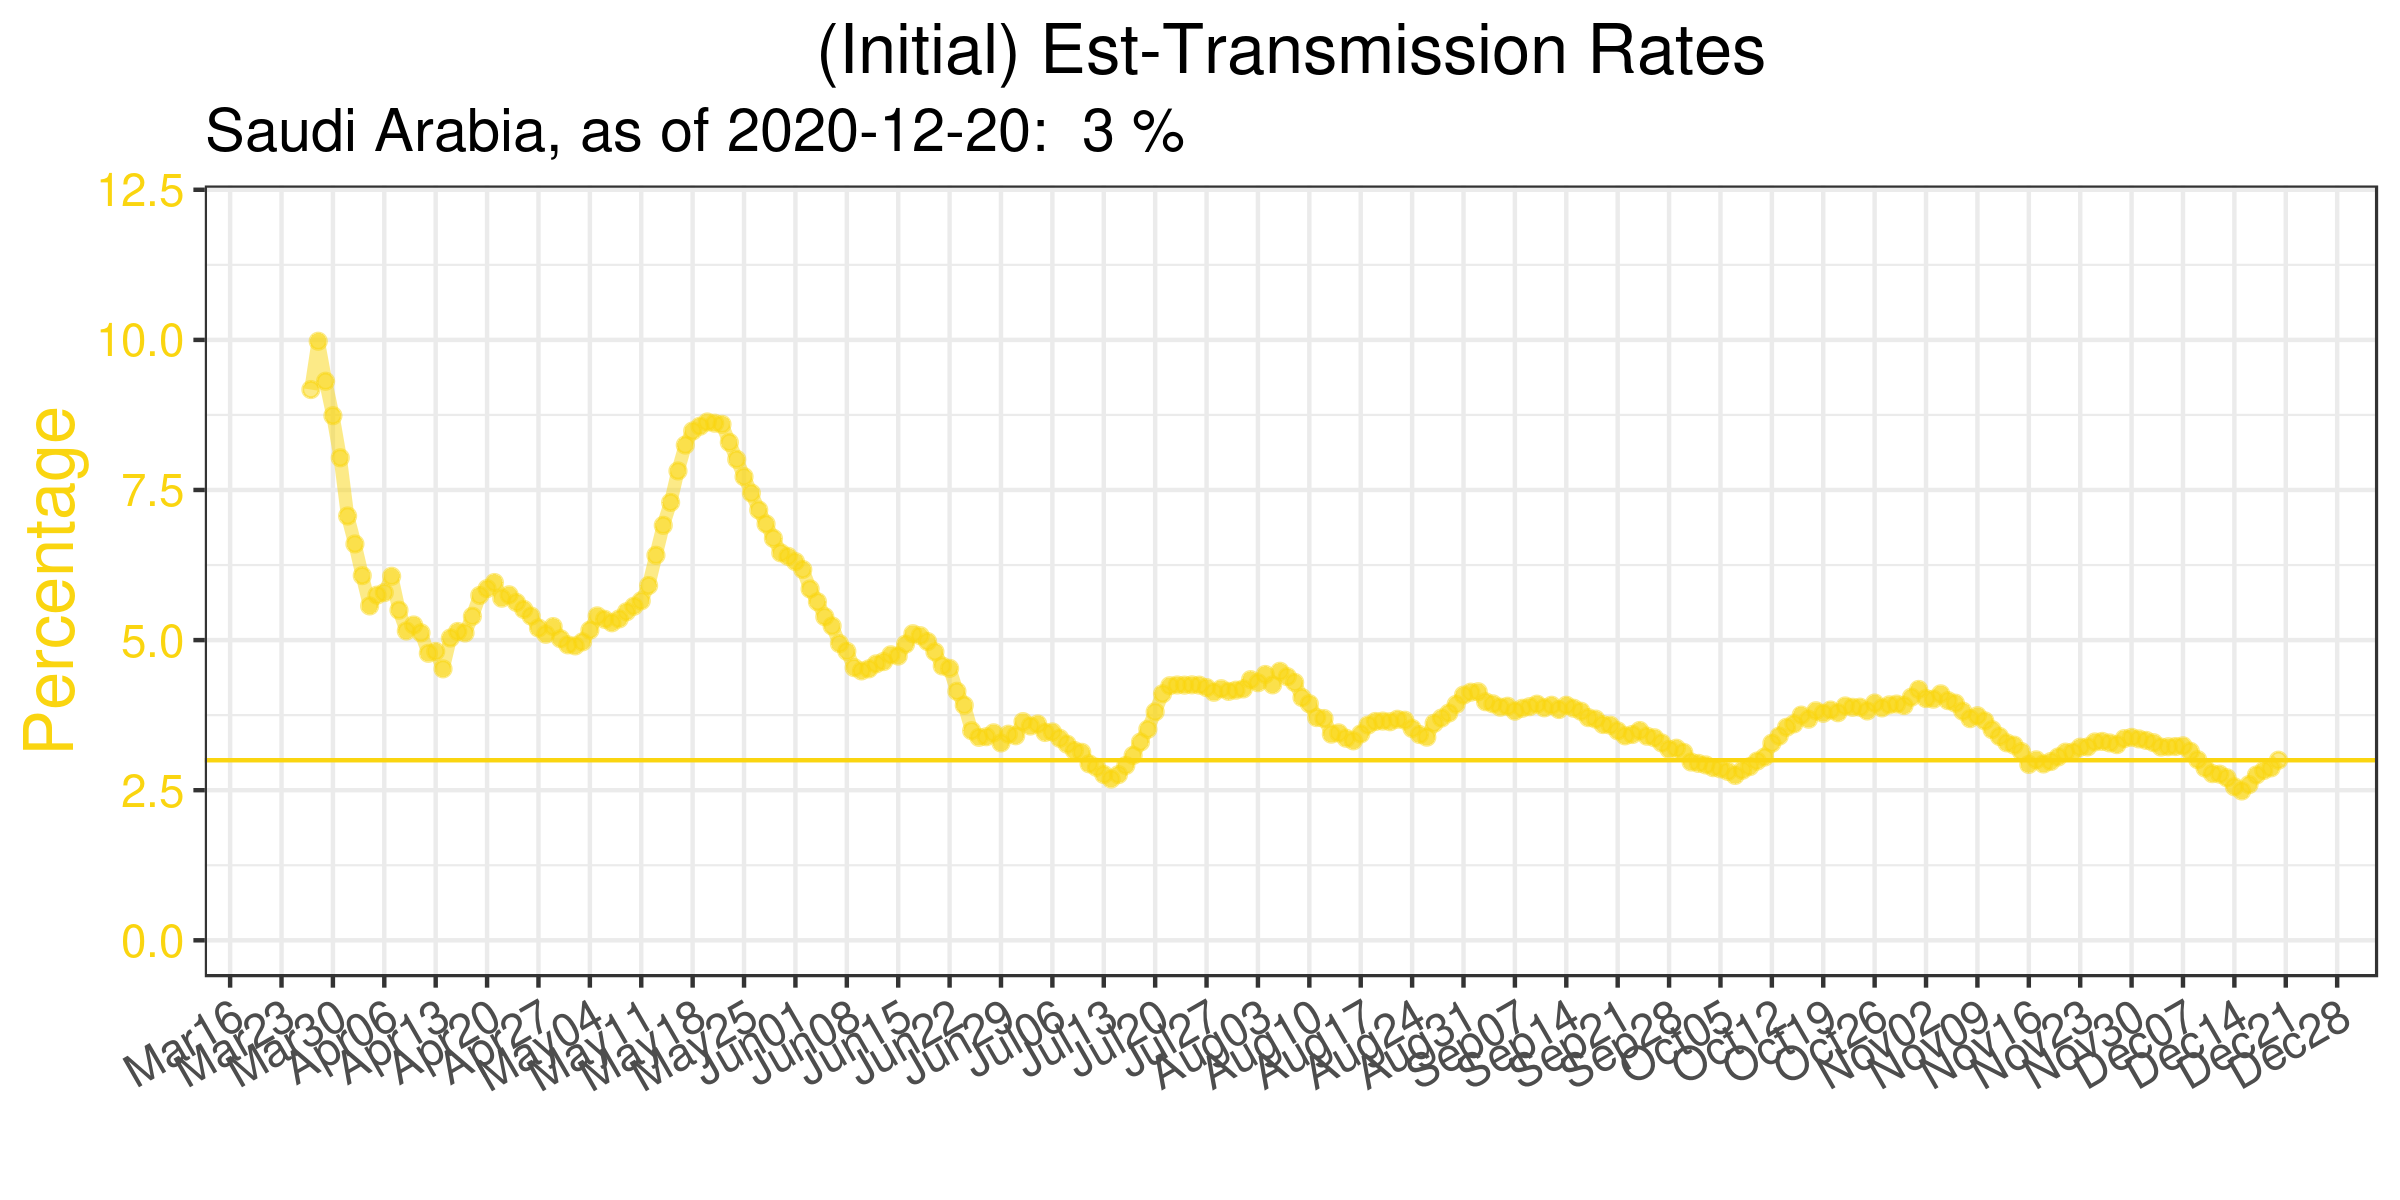 (Initial) Est-Transmission Rates
Saudi Arabia, as of 2020-12-20:  3 %
Percentage
12.5
10.0
7.5
5.0
2.5
0.0
Mar16
Mar23
Mar30
Apr06
Apr13
Apr20
Apr27
May04
May11
May18
May25
Jun01
Jun08
Jun15
Jun22
Jun29
Jul06
Jul13
Jul20
Jul27
Aug03
Aug10
Aug17
Aug24
Aug31
Sep07
Sep14
Sep21
Sep28
Oct05
Oct12
Oct19
Oct26
Nov02
Nov09
Nov16
Nov23
Nov30
Dec07
Dec14
Dec21
Dec28